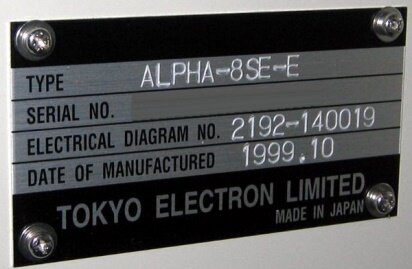 TYPE ALPHA-8SE-E
SERIAL NO.
ELECTRICAL DIAGRAM NO. 2192-140019
DATE OF MANUFACTURED 1999.10
TOKYO ELECTRON LIMITED
MADE IN JAPAN